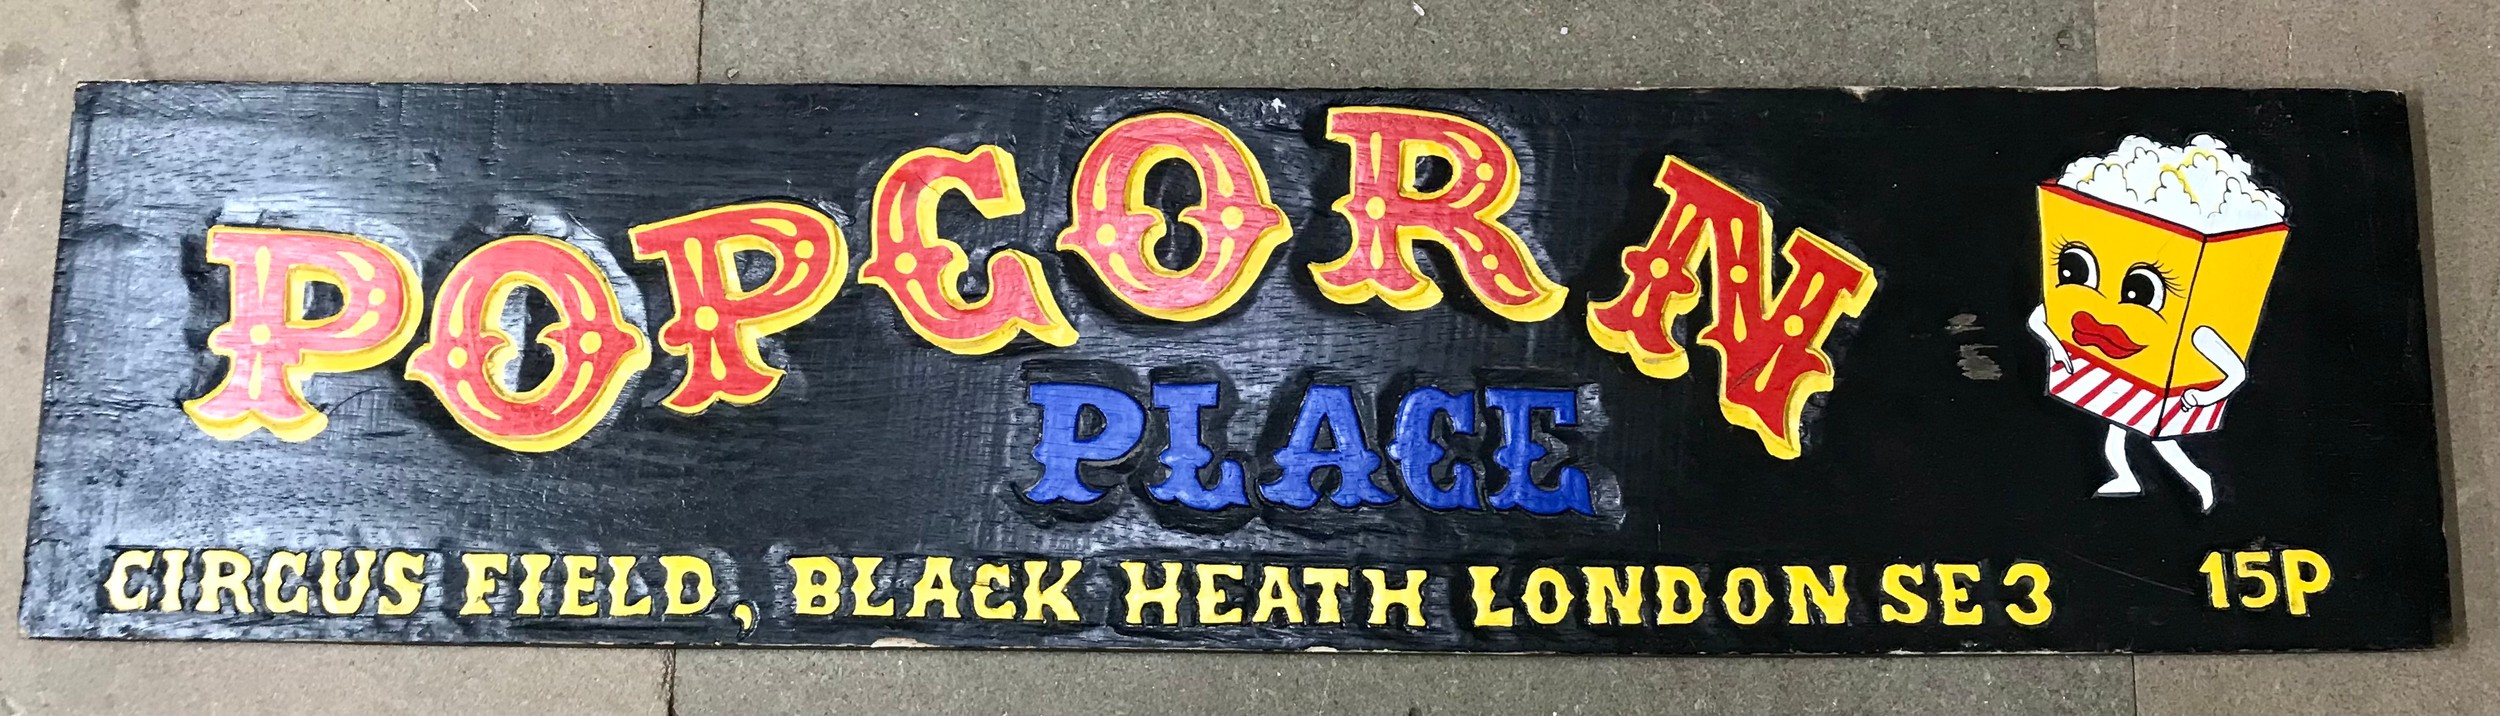 POPCORN
PLACE
CIRCUS FIELD, BLACK HEATH LONDON SE3
15P